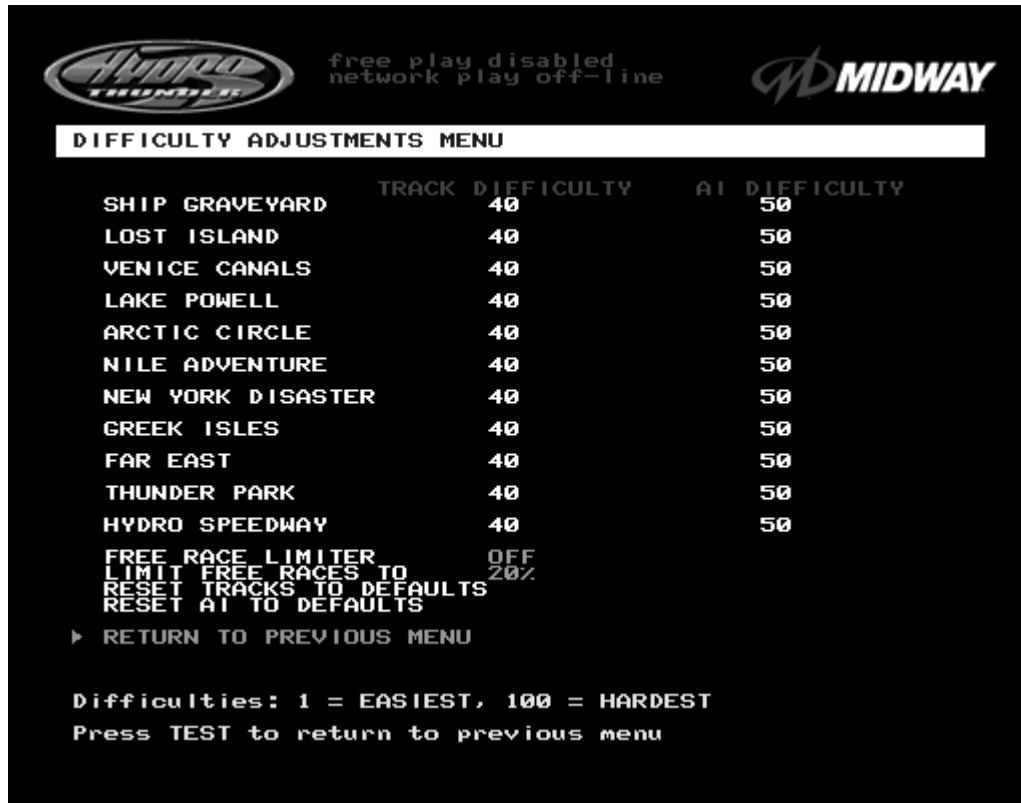 HYDRO THUNDER
free play disabled
network play off-line
MIDWAY
DIFFICULTY ADJUSTMENTS MENU
TRACK DIFFICULTY AI DIFFICULTY
SHIP GRAVEYARD 40 50
LOST ISLAND 40 50
VENICE CANALS 40 50
LAKE POWELL 40 50
ARCTIC CIRCLE 40 50
NILE ADVENTURE 40 50
NEW YORK DISASTER 40 50
GREEK ISLES 40 50
FAR EAST 40 50
THUNDER PARK 40 50
HYDRO SPEEDWAY 40 50
FREE RACE LIMITER OFF
LIMIT FREE RACES TO 20%
RESET TRACKS TO DEFAULTS
RESET AI TO DEFAULTS
RETURN TO PREVIOUS MENU
Difficulties: 1 = EASIEST, 100 = HARDEST
Press TEST to return to previous menu